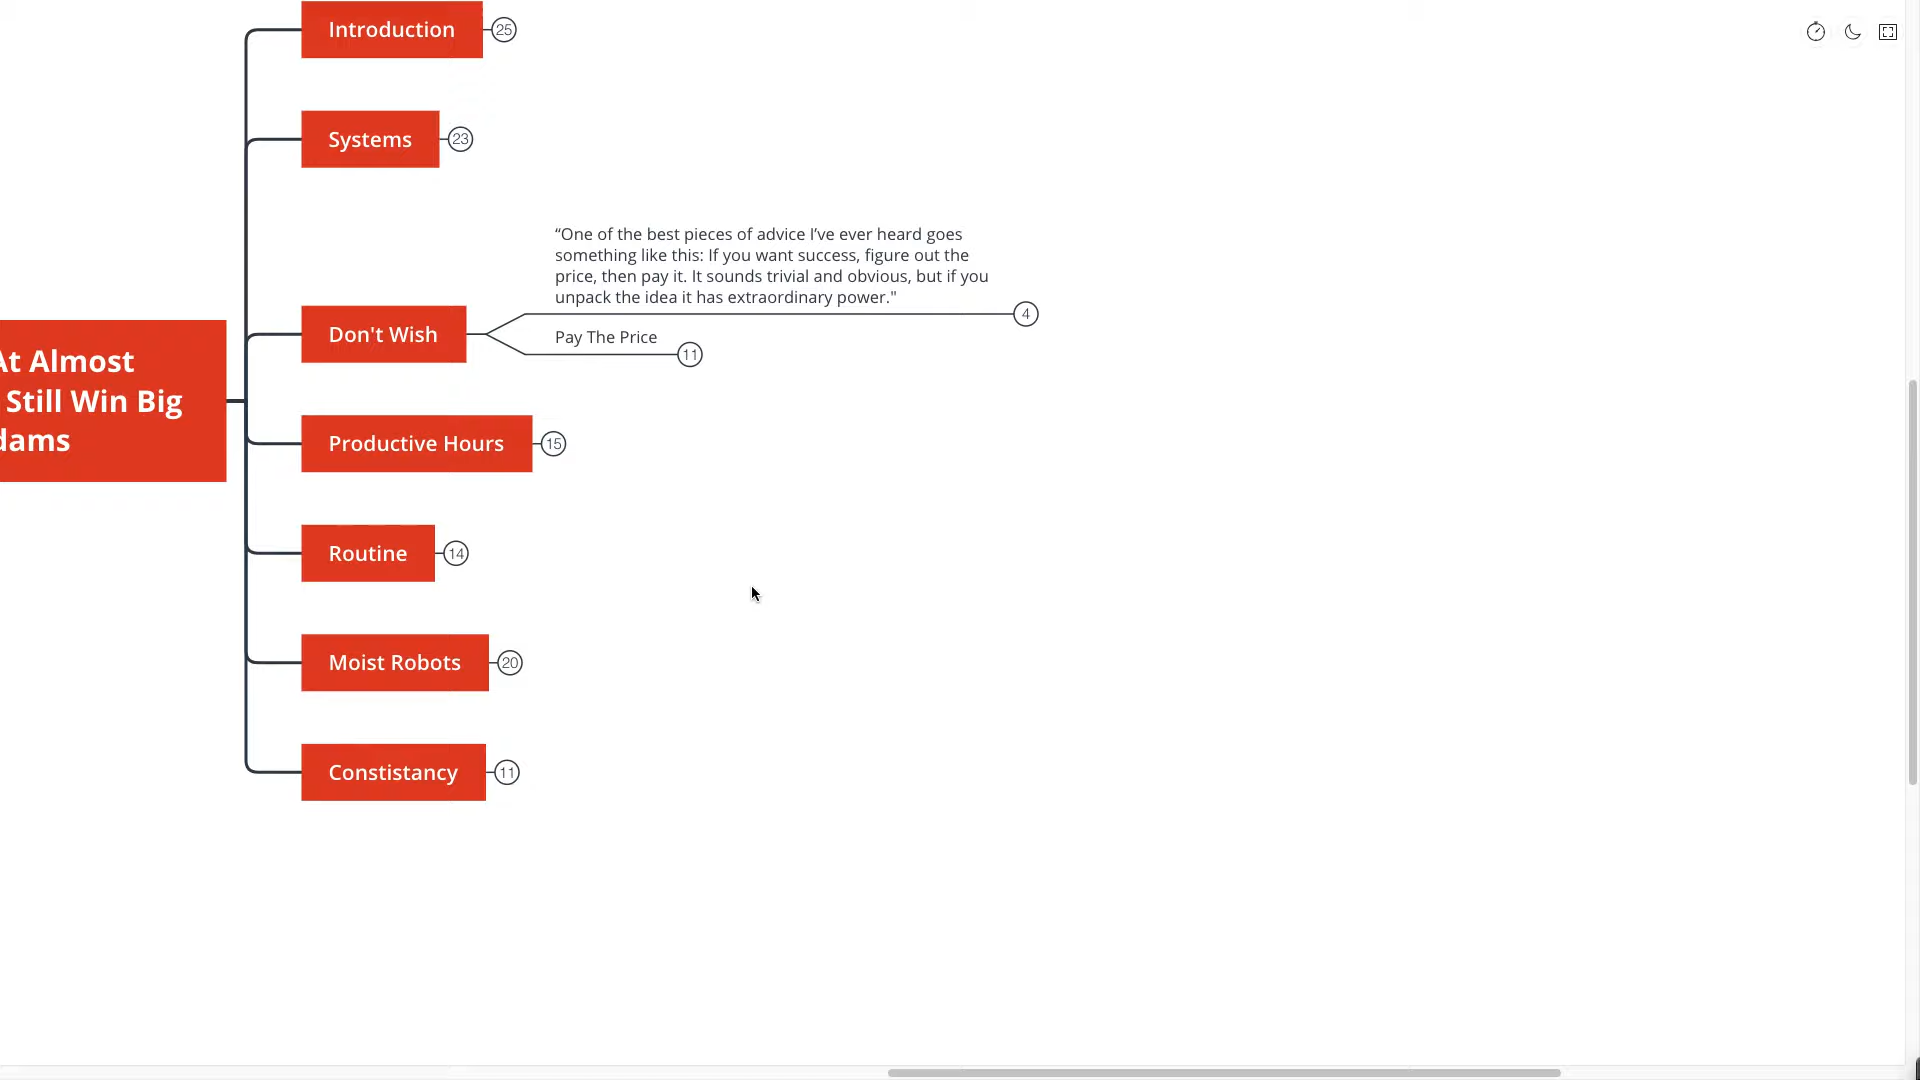 Introduction
25
Systems
23
“One of the best pieces of advice I’ve ever heard goes
something like this: If you want success, figure out the
price, then pay it. It sounds trivial and obvious, but if you
unpack the idea it has extraordinary power."
4
Don't Wish
Pay The Price
11
At Almost
Still Win Big
dams
Productive Hours
15
Routine
14
Moist Robots
20
Constistancy
11